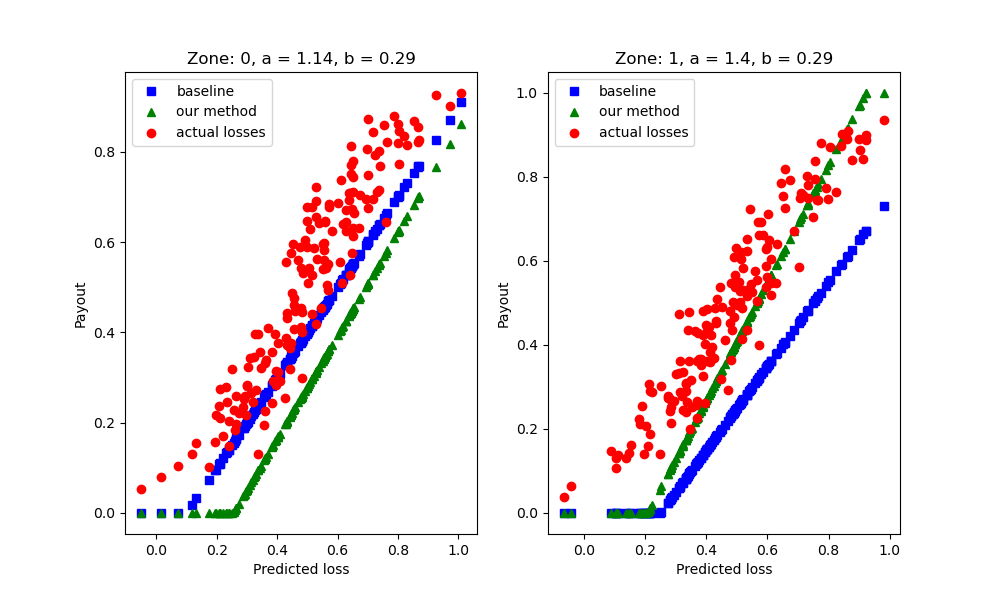 Zone: 0, a = 1.14, b = 0.29
baseline
our method
actual losses
Payout
0.8
0.6
0.4
0.2
0.0
0.0 0.2 0.4 0.6 0.8 1.0
Predicted loss
Zone: 1, a = 1.4, b = 0.29
baseline
our method
actual losses
Payout
1.0
0.8
0.6
0.4
0.2
0.0
0.0 0.2 0.4 0.6 0.8 1.0
Predicted loss